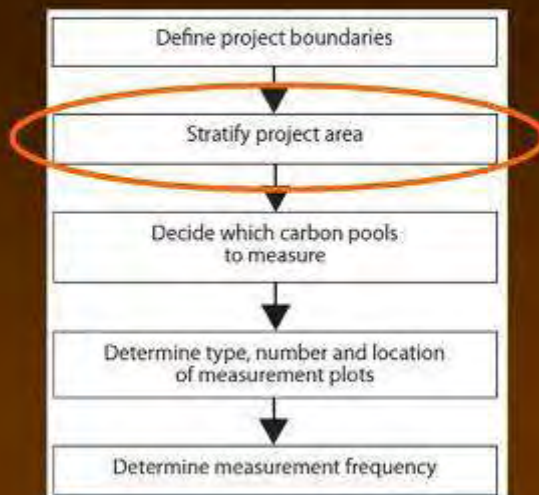 Define project boundaries
Stratify project area
Decide which carbon pools
to measure
Determine type, number and location
of measurement plots
Determine measurement frequency